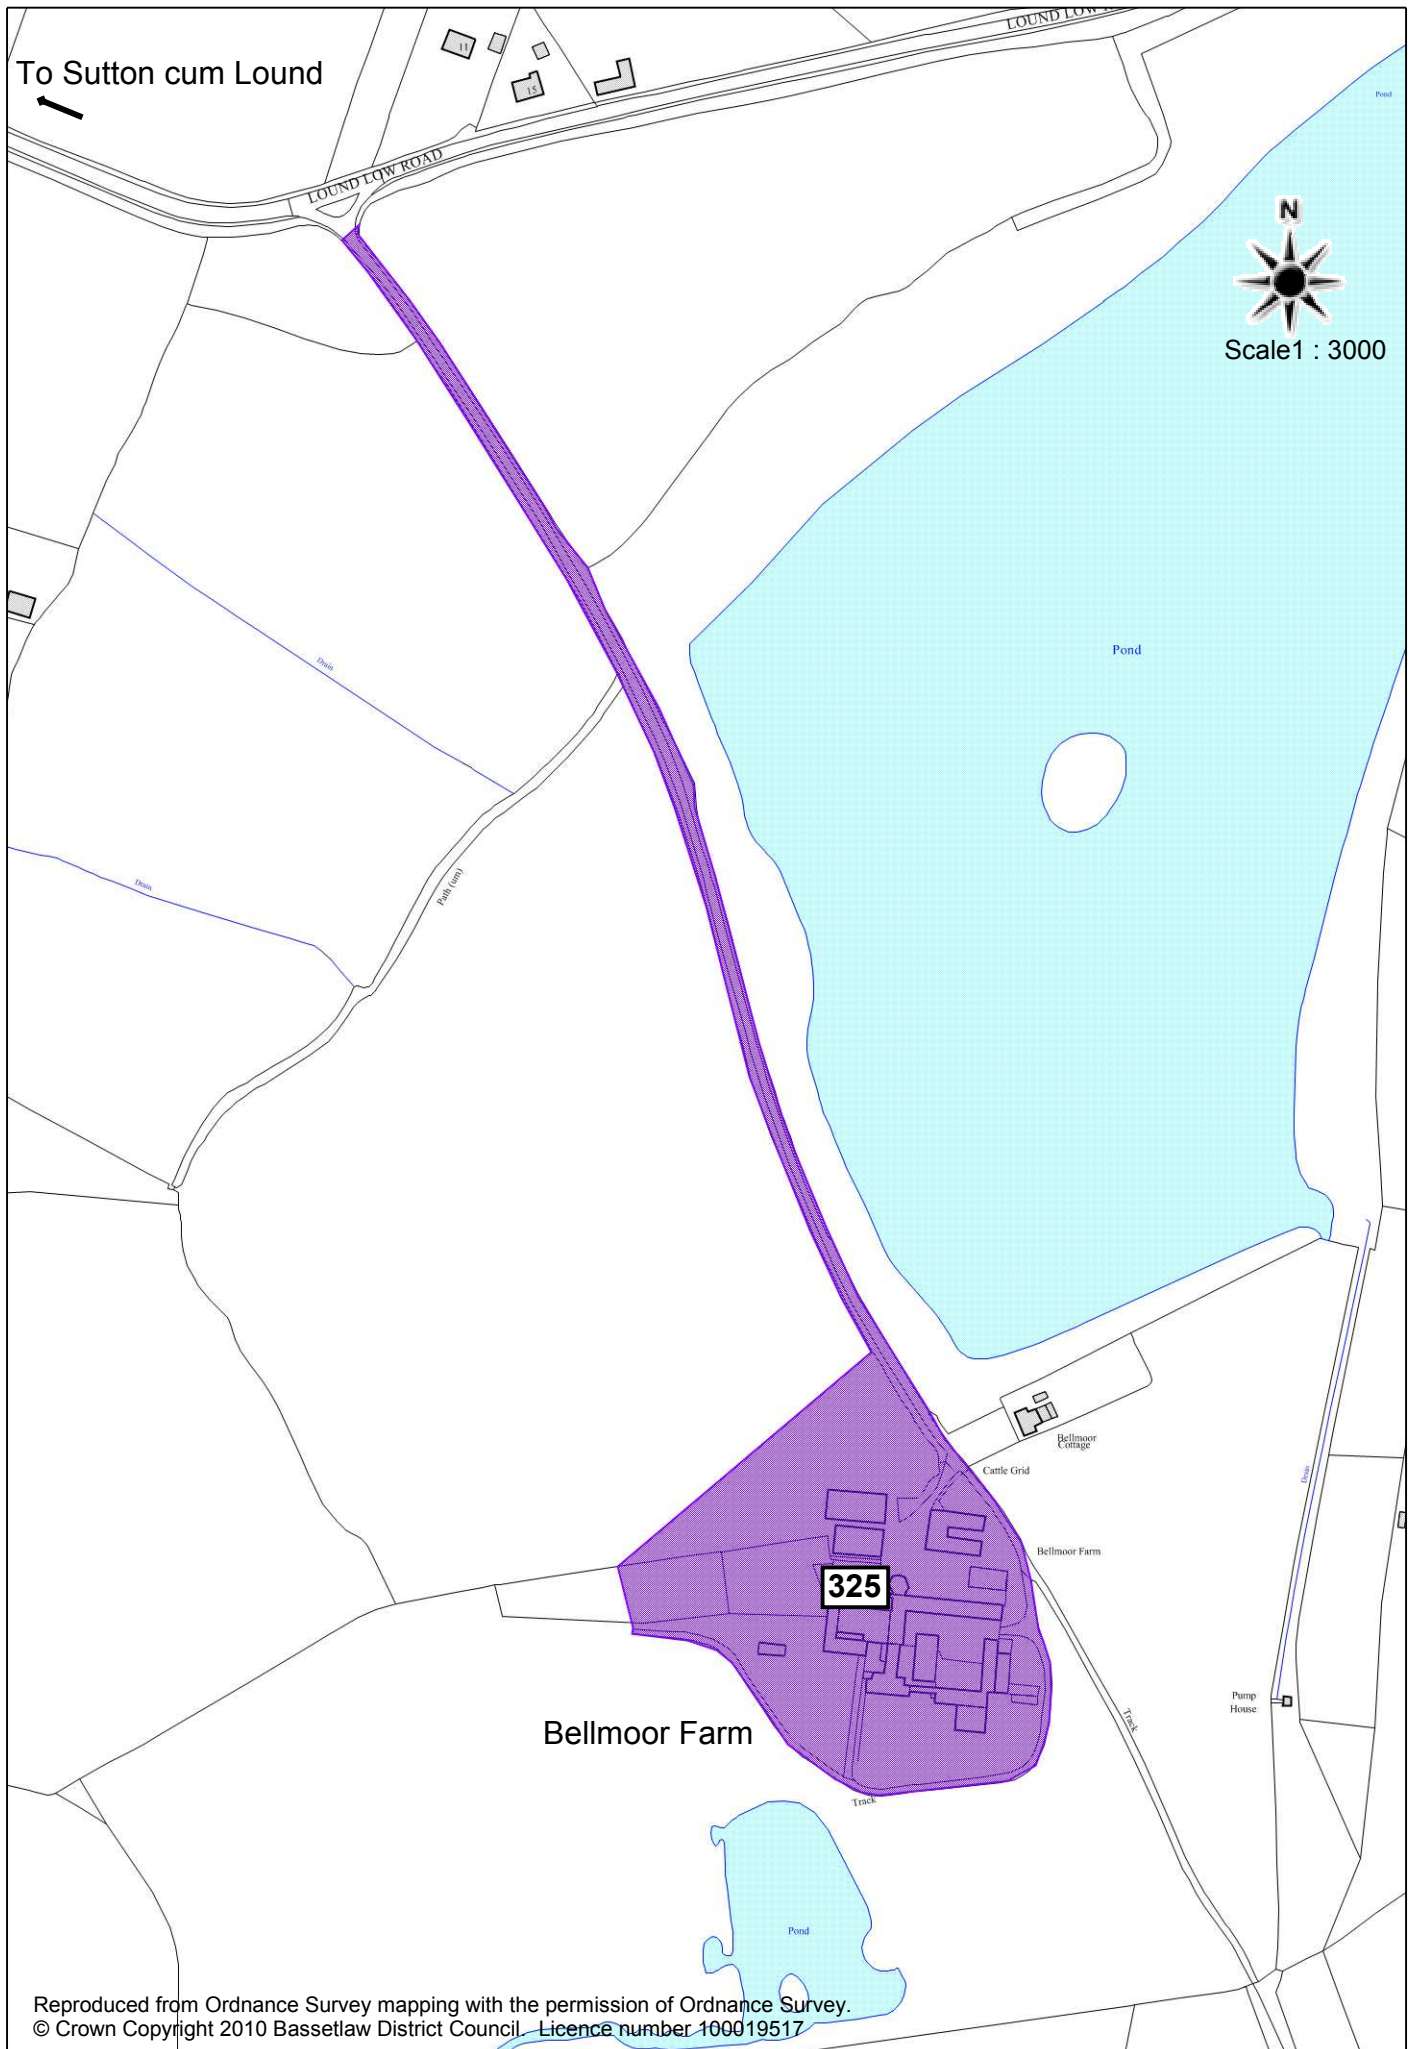 LOUND LOW
11
To Sutton cum Lound
15
Pond
LOUND LOW ROAD
N
Scale1 : 3000
Pond
Drain
Drain
Path (um)
Bellmoor
Cottage
Cattle Grid
Drain
Bellmoor Farm
325
Pump
House
Track
Bellmoor Farm
Track
Pond
Reproduced from Ordnance Survey mapping with the permission of Ordnance Survey.
© Crown Copyright 2010 Bassetlaw District Council. Licence number 100019517